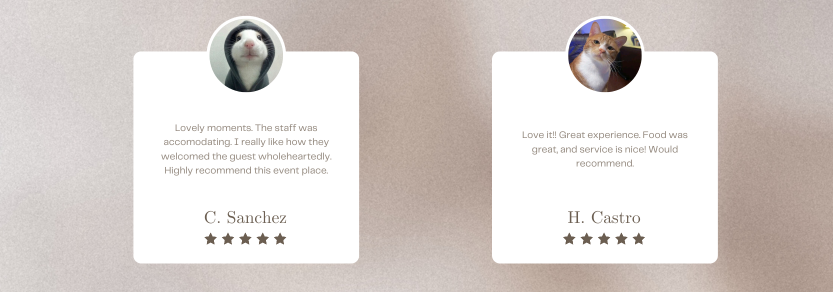 Lovely moments. The staff was
accomodating. I really like how they
welcomed the guest wholeheartedly.
Highly recommend this event place.
C. Sanchez
Love it!! Great experience. Food was
great, and service is nice! Would
recommend.
H. Castro